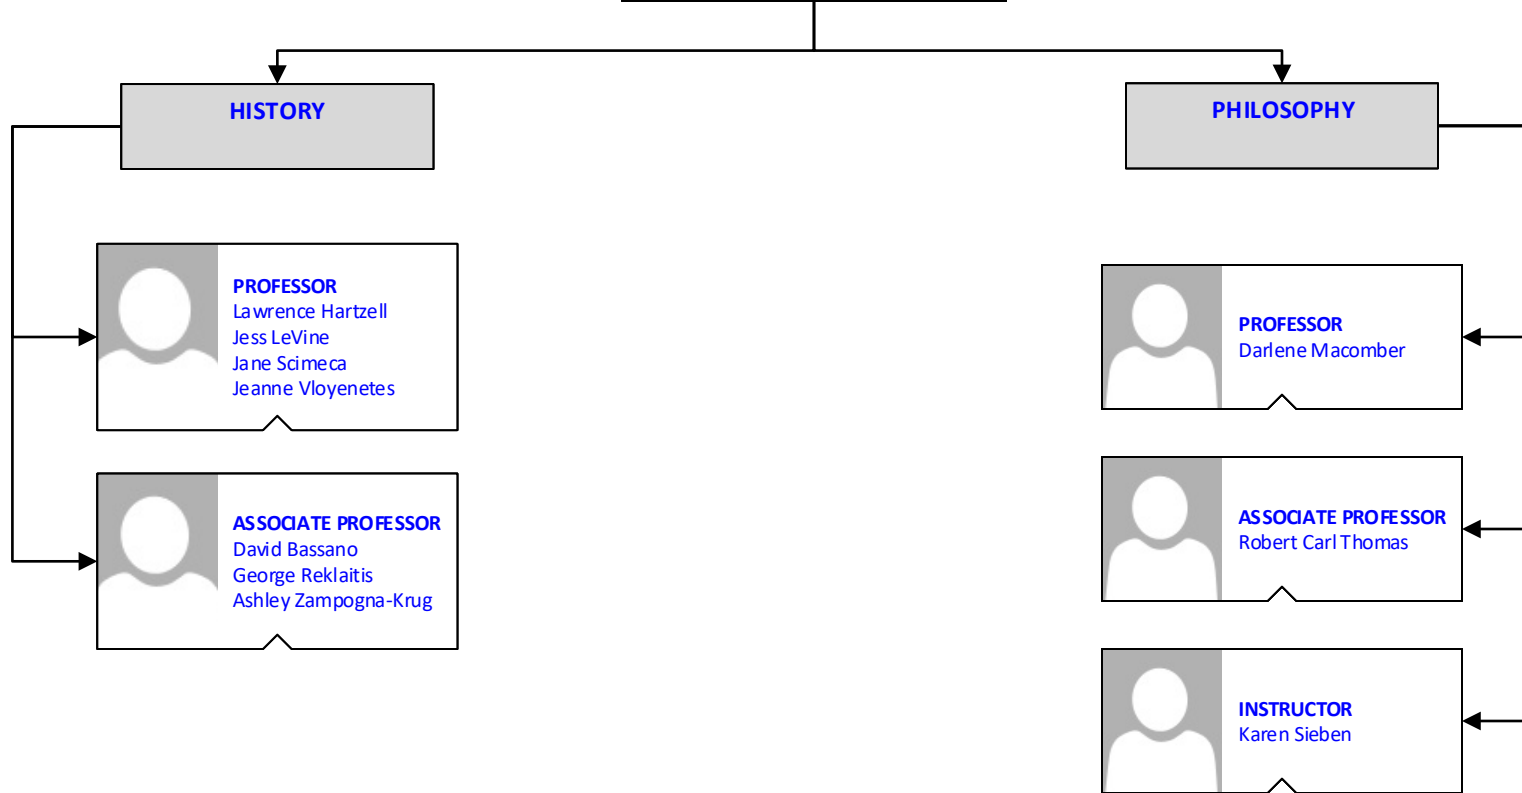 HISTORY
PHILOSOPHY
PROFESSOR
Lawrence Hartzell
Jess LeVine
Jane Scimeca
Jeanne Vloyenetes
ASSOCIATE PROFESSOR
David Bassano
George Reklaitis
Ashley Zampogna-Krug
PROFESSOR
Darlene Macomber
ASSOCIATE PROFESSOR
Robert Carl Thomas
INSTRUCTOR
Karen Sieben